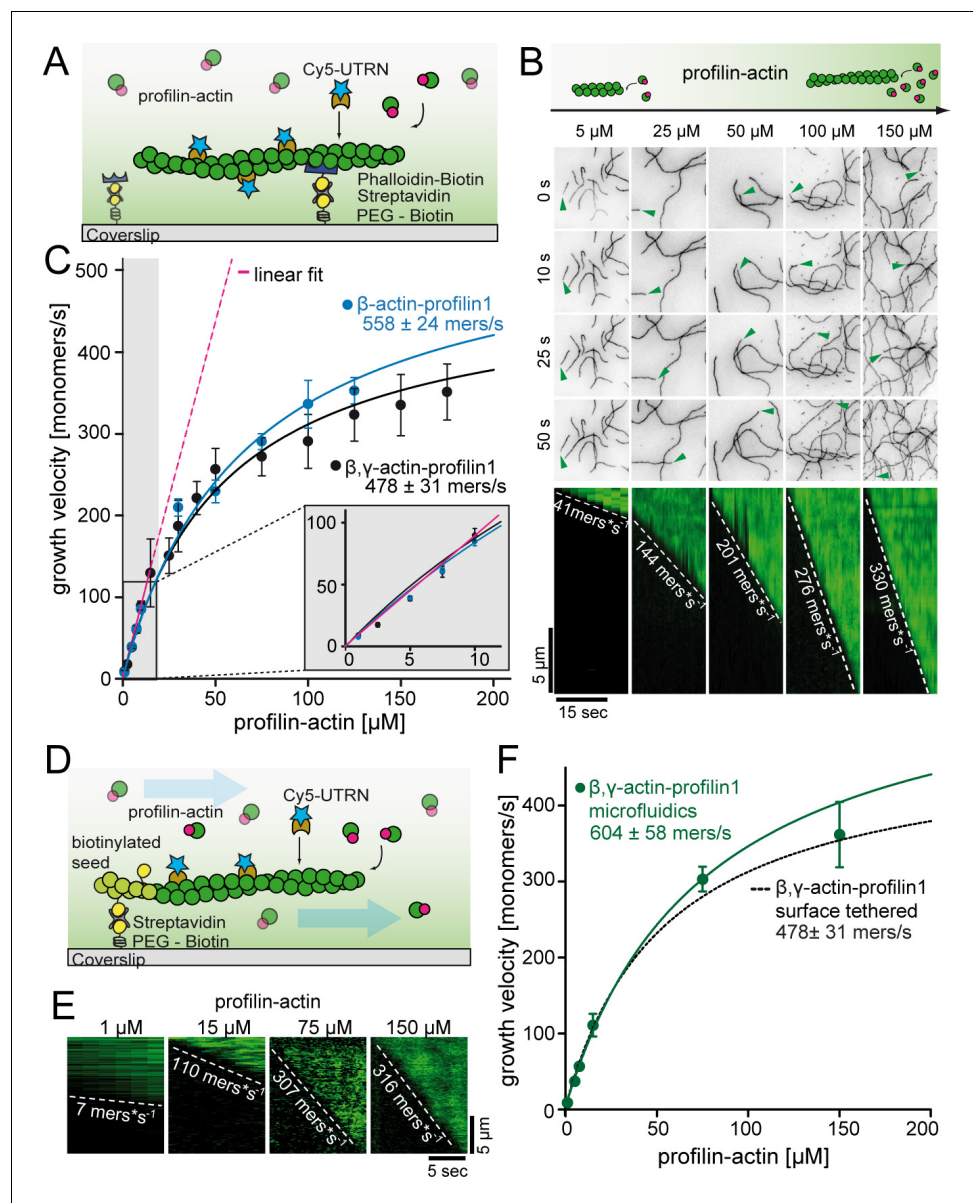 A
profilin-actin
Cy5-UTRN
Phalloidin-Biotin
Streptavidin
PEG - Biotin
Coverslip
B
profilin-actin
5 µM
25 µM
50 µM
100 µM
150 µM
0 s
10 s
25 s
50 s
41mers*s⁻¹
144 mers*s⁻¹
201 mers*s⁻¹
276 mers*s⁻¹
330 mers*s⁻¹
5 µm
15 sec
C
500
400
300
200
100
0
growth velocity [monomers/s]
linear fit
β-actin-profilin1
558 ± 24 mers/s
β,γ-actin-profilin1
478 ± 31 mers/s
100
50
0
0
5
10
0
50
100
150
200
profilin-actin [µM]
D
profilin-actin
Cy5-UTRN
biotinylated
seed
Streptavidin
PEG - Biotin
Coverslip
E
profilin-actin
1 µM
15 µM
75 µM
150 µM
7 mers*s⁻¹
110 mers*s⁻¹
307 mers*s⁻¹
316 mers*s⁻¹
5 µm
5 sec
F
400
300
200
100
0
growth velocity [monomers/s]
β,γ-actin-profilin1
microfluidics
604 ± 58 mers/s
β,γ-actin-profilin1
surface tethered
478± 31 mers/s
0
50
100
150
200
profilin-actin [µM]